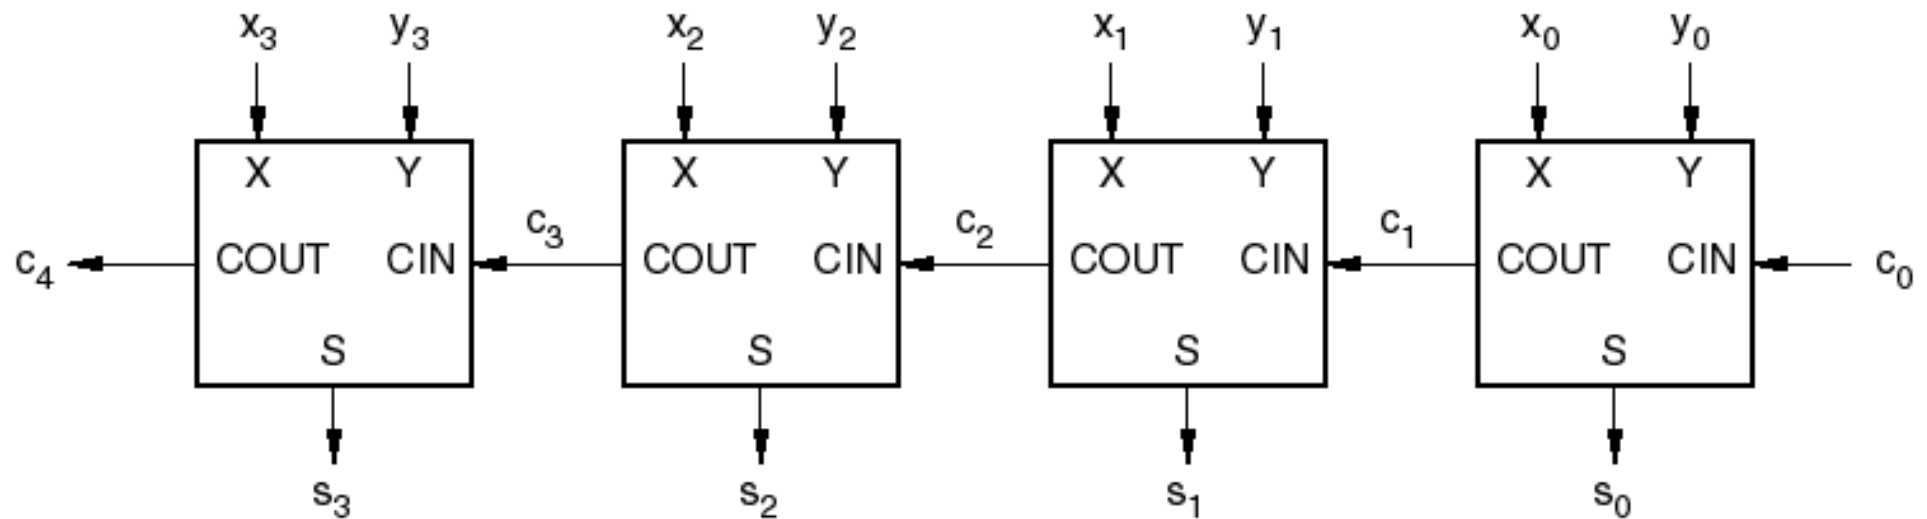 x₃ y₃ x₂ y₂ x₁ y₁ x₀ y₀
X Y X Y X Y X Y
c₄ COUT CIN c₃ COUT CIN c₂ COUT CIN c₁ COUT CIN c₀
S S S S
s₃ s₂ s₁ s₀